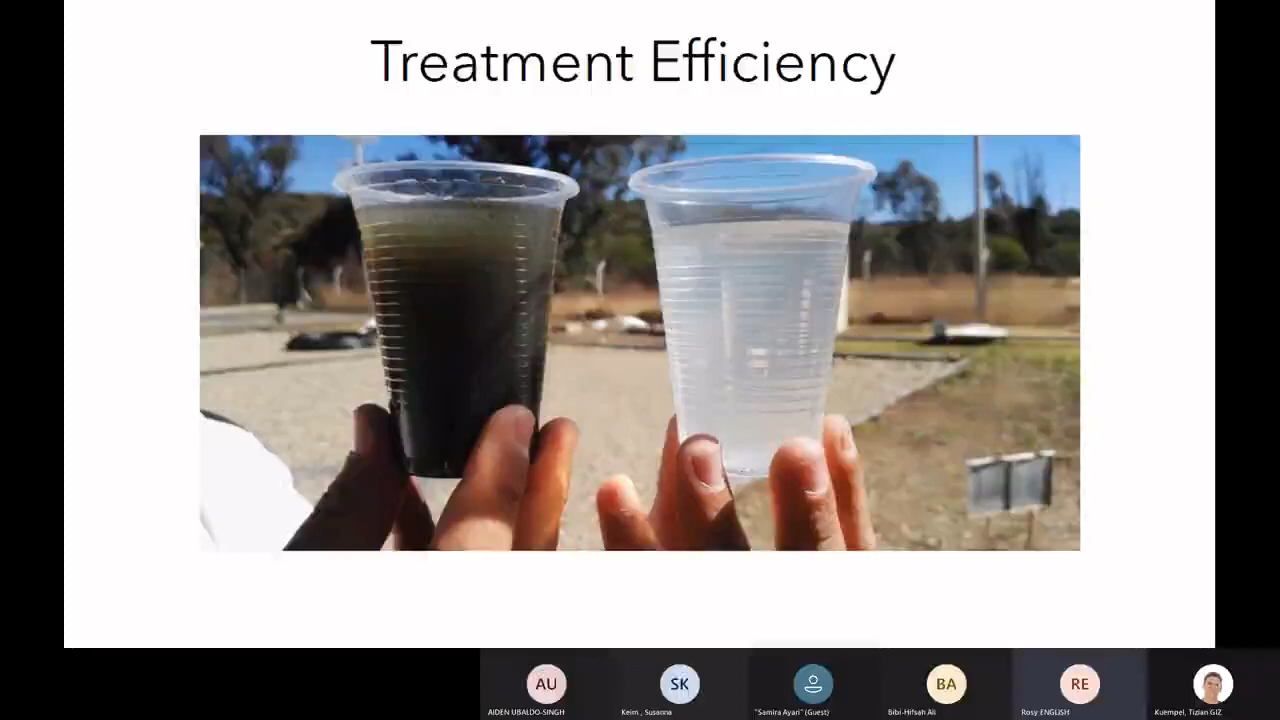 Treatment Efficiency
AU
SK
BA
RE
AIDEN UBALDO-SINGH
Keim , Susanna
"Samira Ayari" (Guest)
Bibi-Hifsah Ali
Rosy ENGLISH
Kuempel, Tizian GIZ